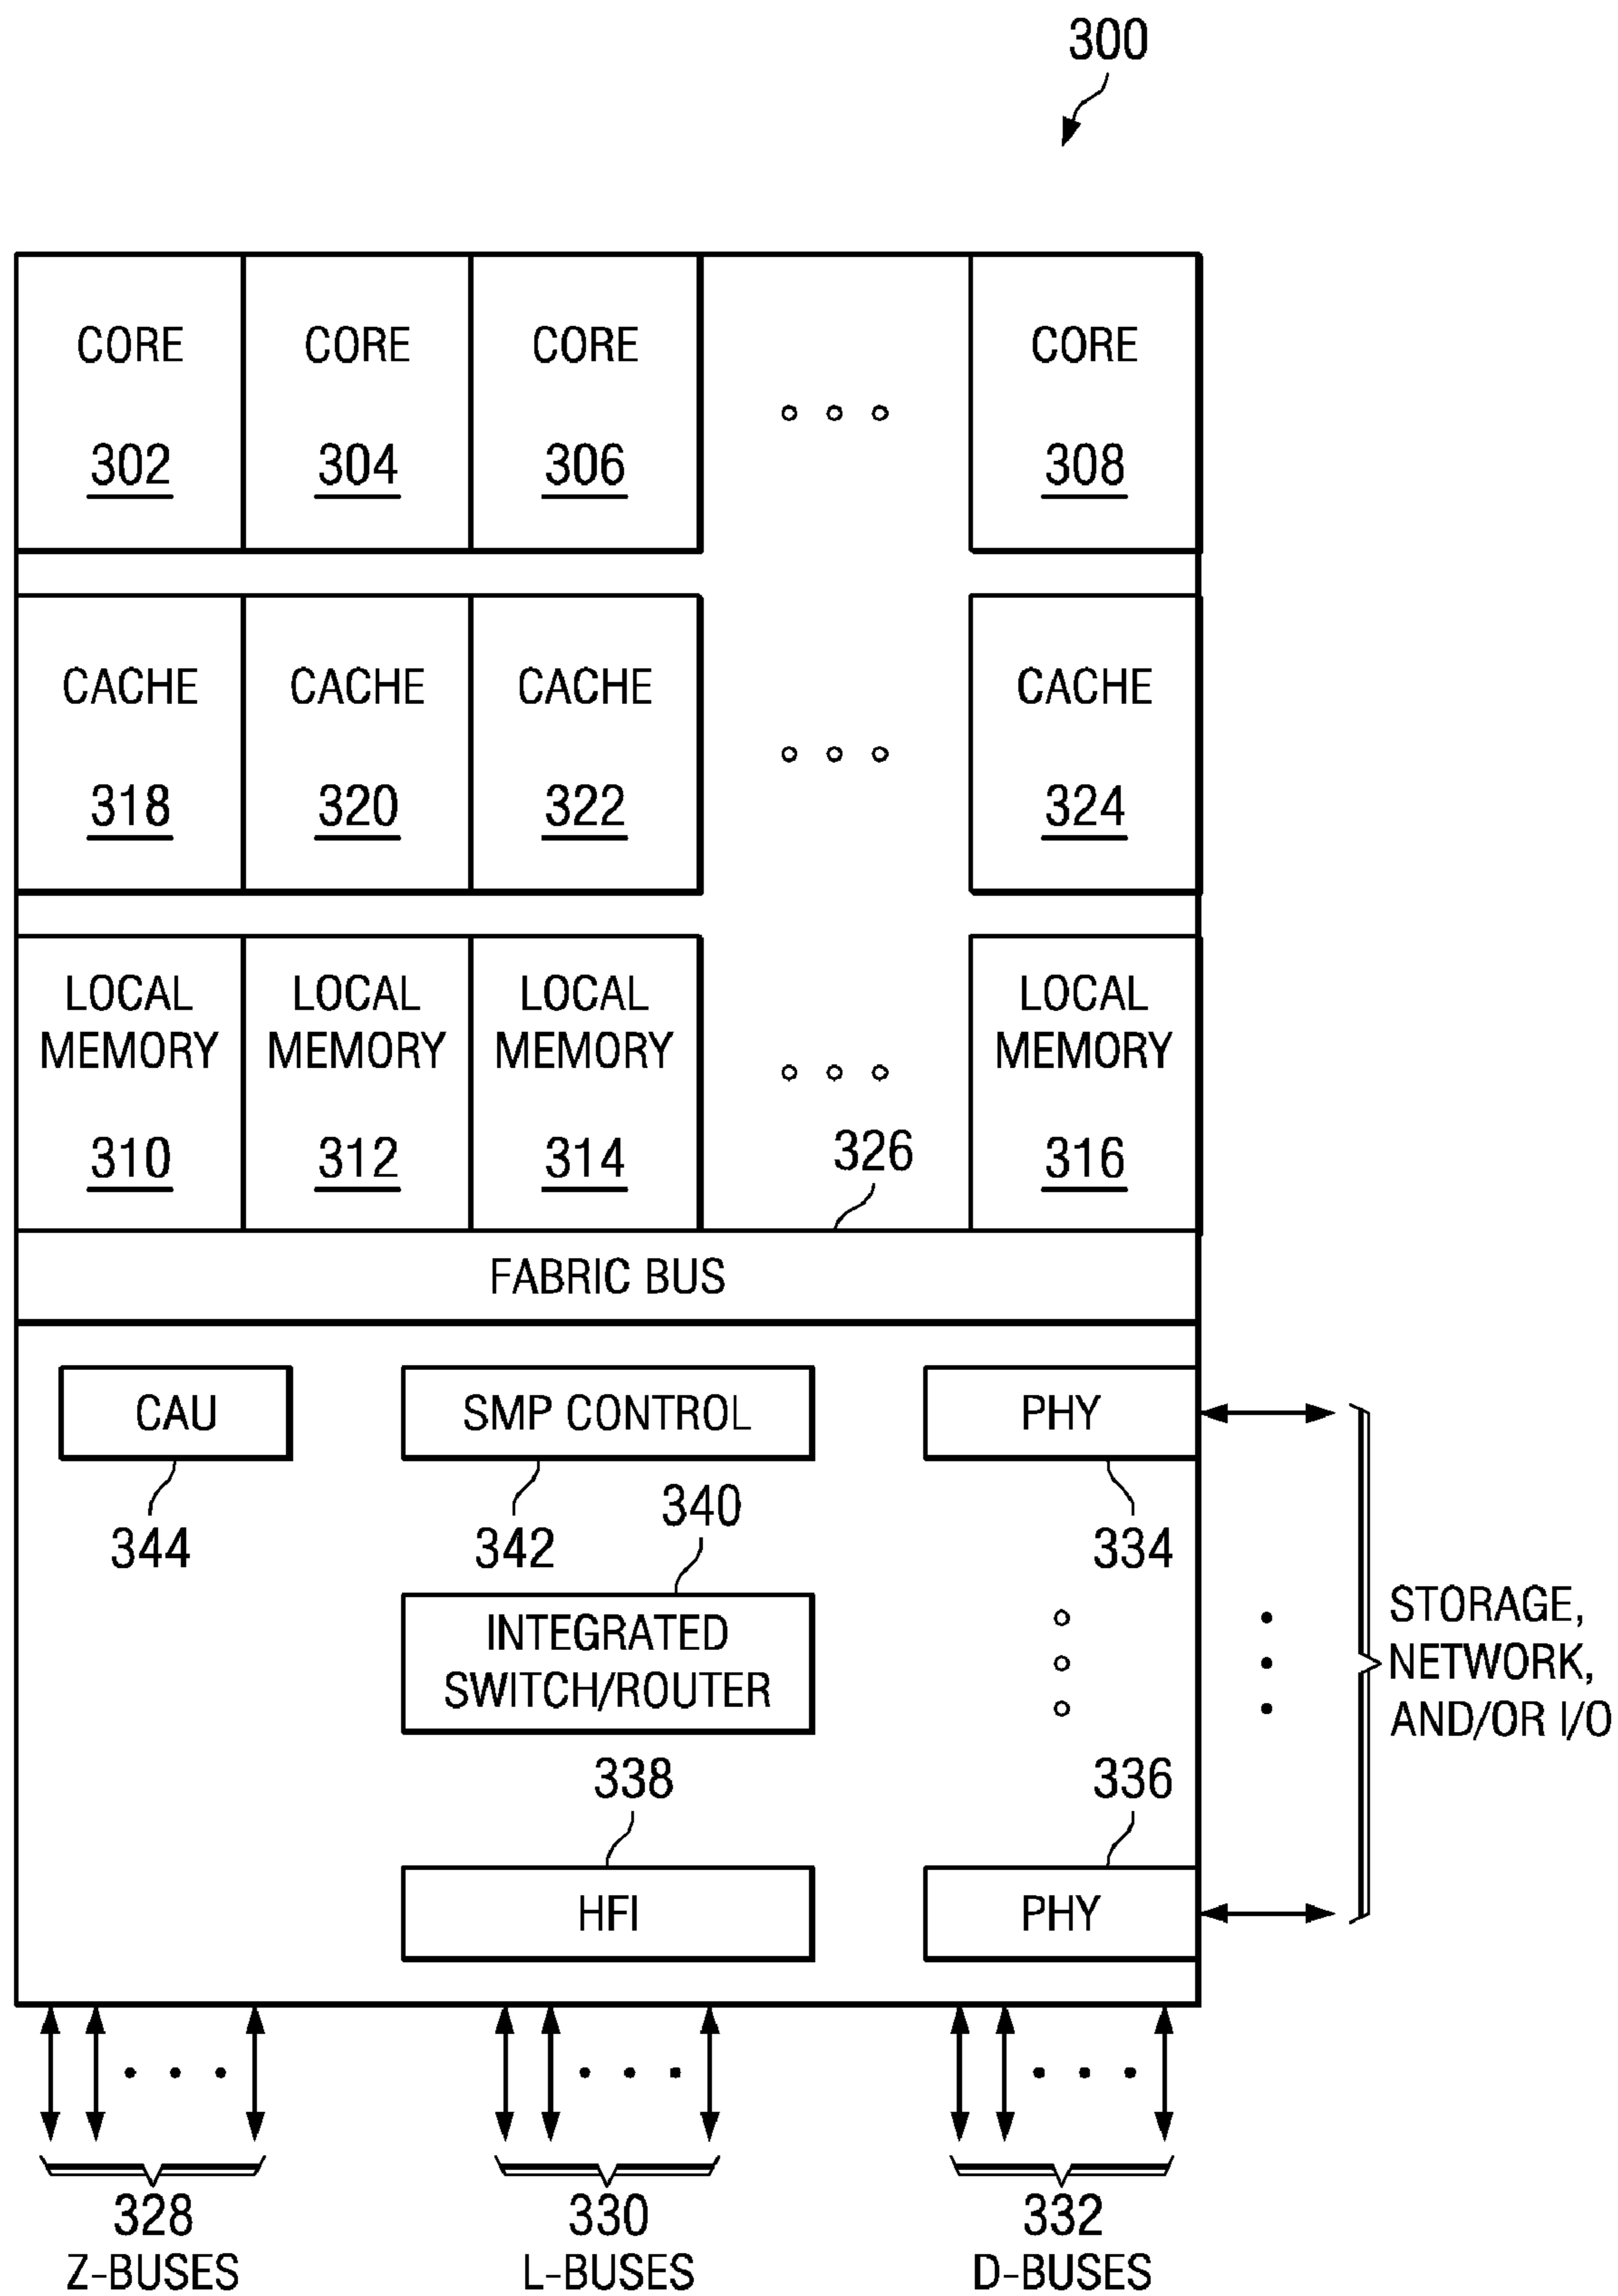 300
CORE CORE CORE CORE
302 304 306 308
CACHE CACHE CACHE CACHE
318 320 322 324
LOCAL LOCAL LOCAL LOCAL
MEMORY MEMORY MEMORY MEMORY
310 312 314 326 316
FABRIC BUS
CAU SMP CONTROL PHY
344 342 340 334
INTEGRATED
SWITCH/ROUTER
STORAGE,
NETWORK,
AND/OR I/O
338 336
HFI PHY
328 330 332
Z-BUSES L-BUSES D-BUSES